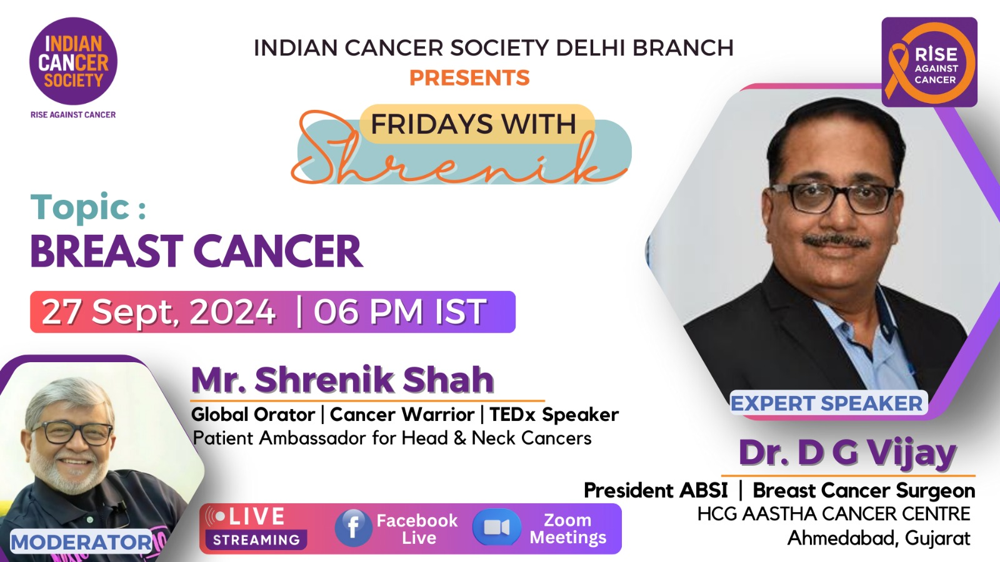 INDIAN
CANCER
SOCIETY
RISE AGAINST CANCER
INDIAN CANCER SOCIETY DELHI BRANCH
PRESENTS
FRIDAYS WITH
Shrenik
RISE
AGAINST
CANCER
Topic :
BREAST CANCER
27 Sept, 2024 | 06 PM IST
Mr. Shrenik Shah
Global Orator | Cancer Warrior | TEDx Speaker
Patient Ambassador for Head & Neck Cancers
MODERATOR
EXPERT SPEAKER
Dr. D G Vijay
President ABSI | Breast Cancer Surgeon
HCG AASTHA CANCER CENTRE
Ahmedabad, Gujarat
LIVE
STREAMING
Facebook
Live
Zoom
Meetings